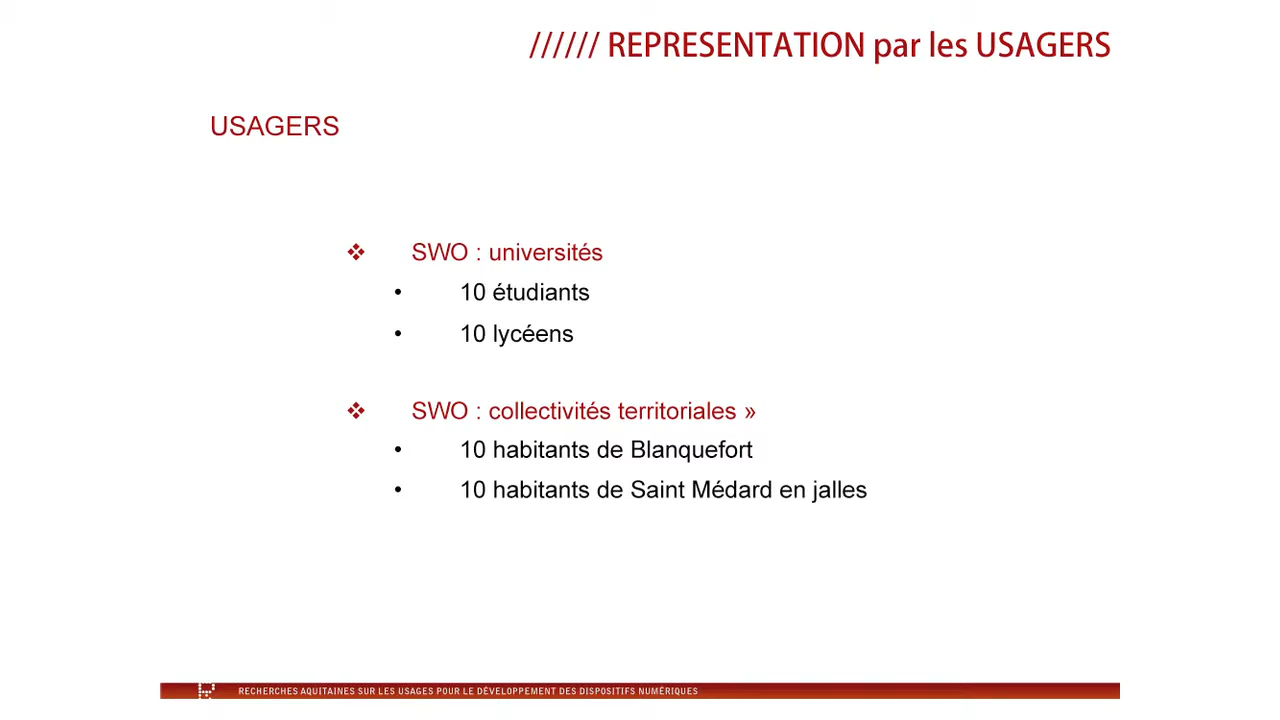 ////// REPRESENTATION par les USAGERS
USAGERS
❖ SWO : universités
• 10 étudiants
• 10 lycéens
❖ SWO : collectivités territoriales »
• 10 habitants de Blanquefort
• 10 habitants de Saint Médard en jalles
RECHERCHES AQUITAINES SUR LES USAGES POUR LE DÉVELOPPEMENT DES DISPOSITIFS NUMÉRIQUES